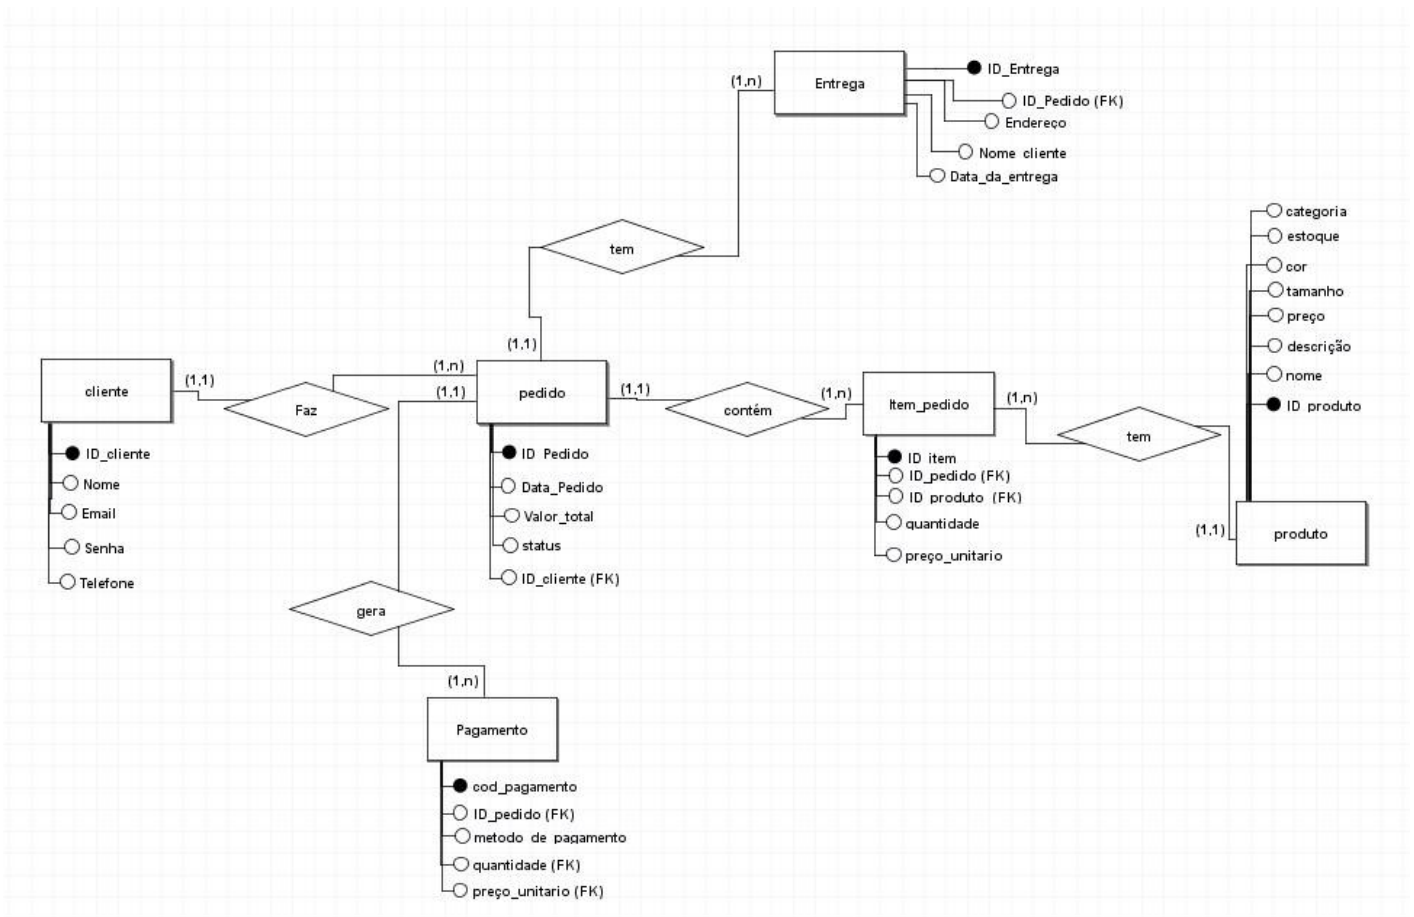 Entrega
(1,n)
ID_Entrega
ID_Pedido (FK)
Endereço
Nome cliente
Data_da_entrega
tem
(1,1)
cliente
(1,1)
Faz
(1,n)
(1,1)
pedido
(1,1)
contém
(1,n)
Item_pedido
(1,n)
tem
(1,1)
produto
categoria
estoque
cor
tamanho
preço
descrição
nome
ID produto
ID_cliente
Nome
Email
Senha
Telefone
ID Pedido
Data_Pedido
Valor_total
status
ID_cliente (FK)
ID item
ID_pedido (FK)
ID produto (FK)
quantidade
preço_unitario
gera
(1,n)
Pagamento
cod_pagamento
ID_pedido (FK)
metodo de pagamento
quantidade (FK)
preço_unitario (FK)